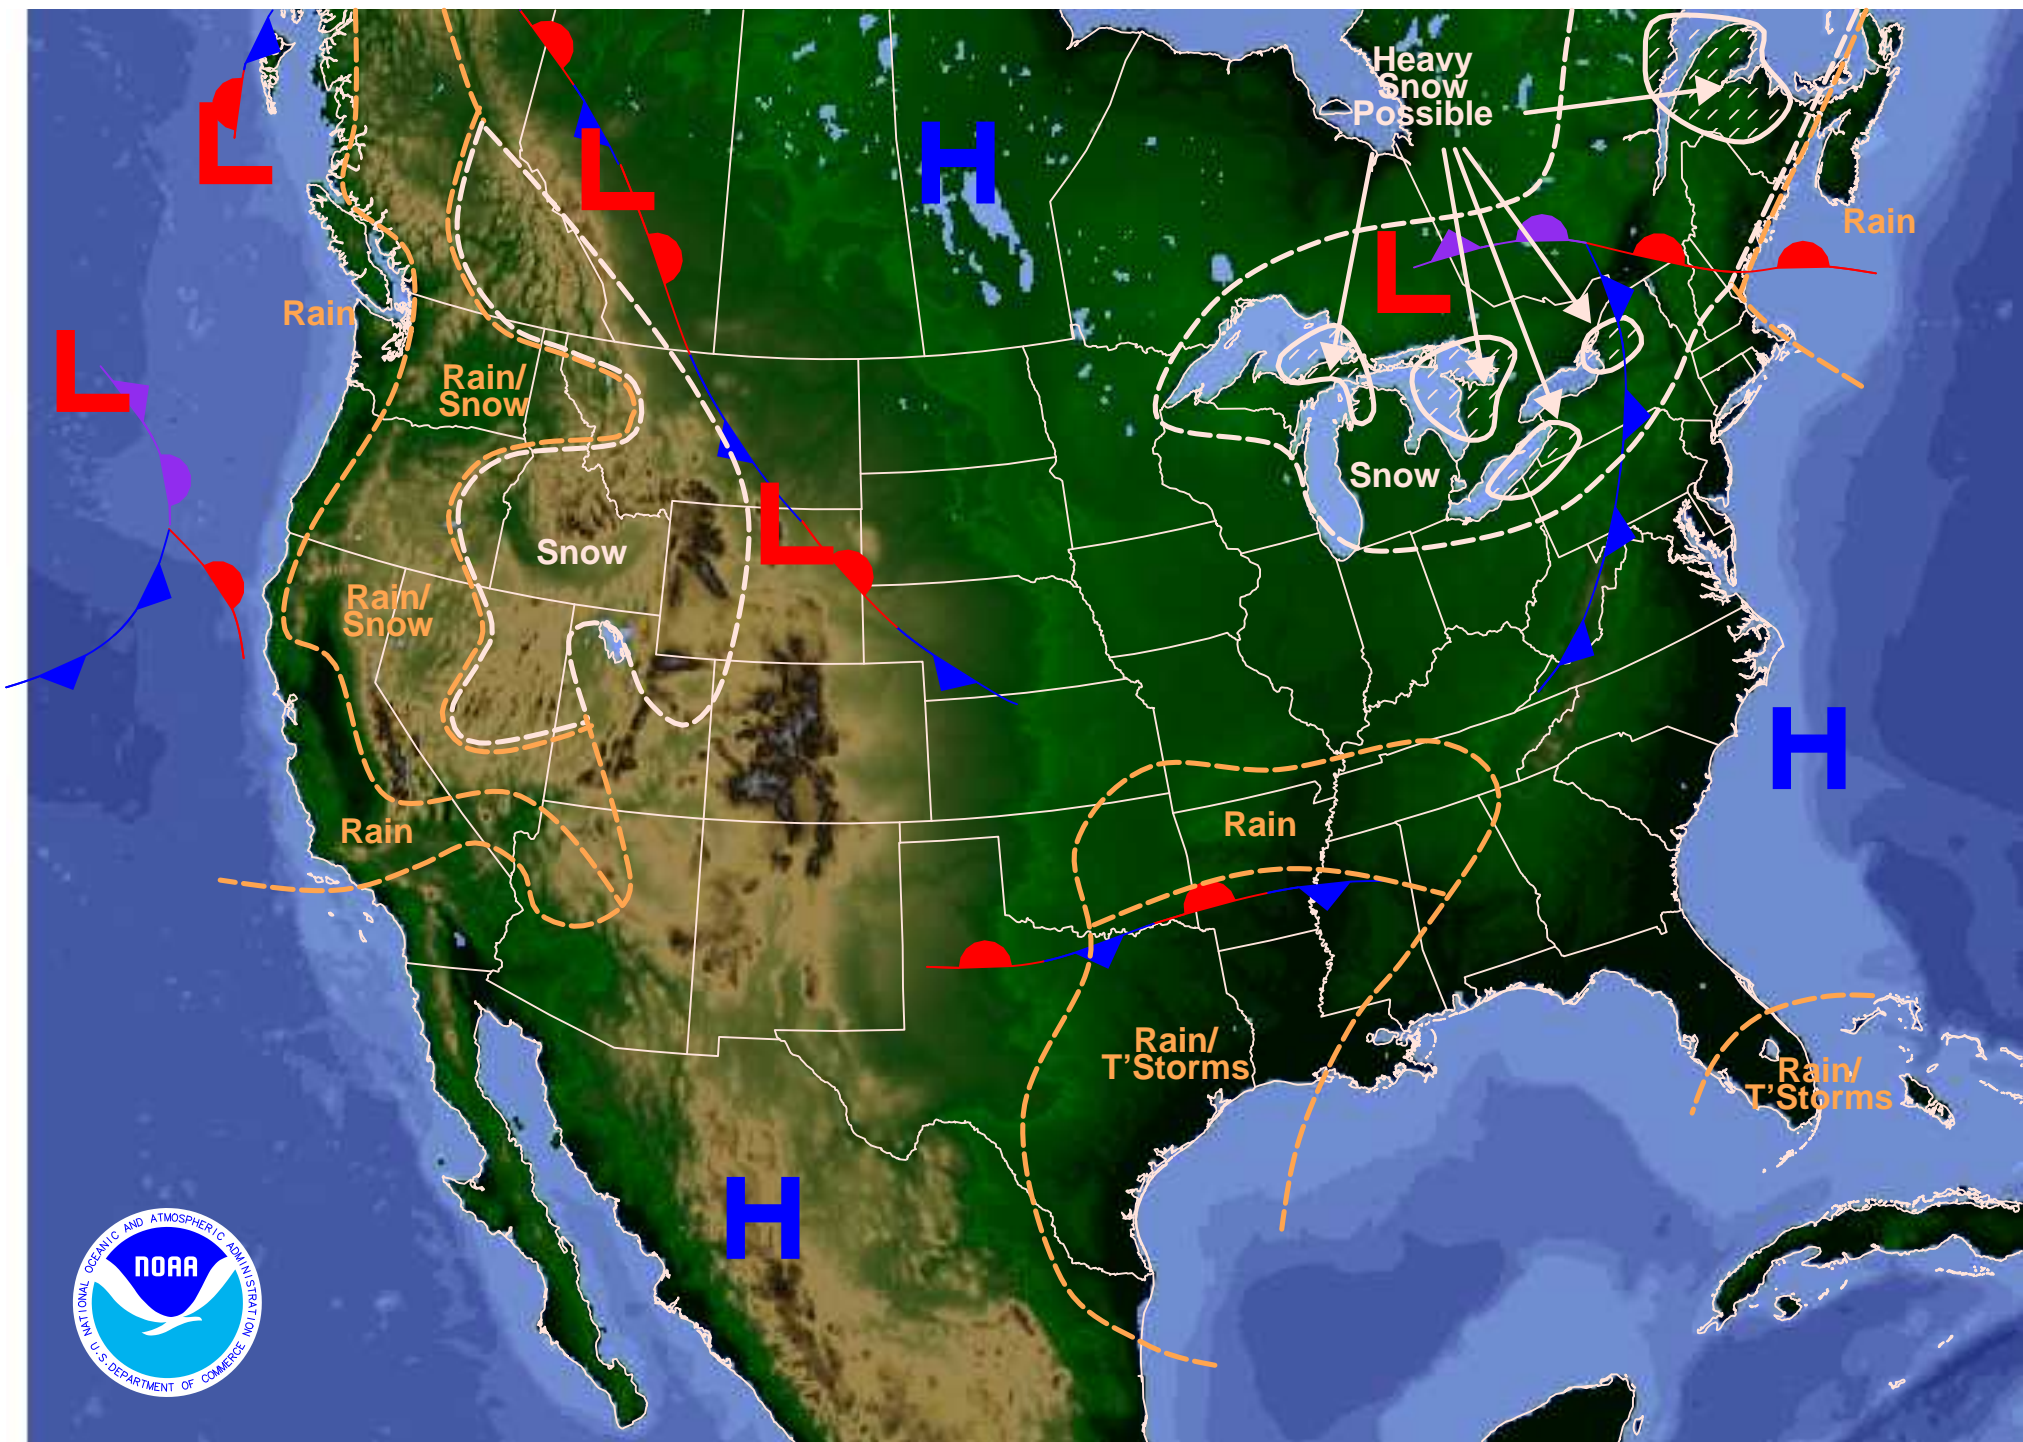 Heavy
Snow
Possible
H
L
L
Rain
L
Rain
L
Rain/
Snow
Snow
L
Snow
Rain/
Snow
H
Rain
Rain
Rain/
T'Storms
Rain/
T'Storms
H
NATIONAL OCEANIC AND ATMOSPHERIC ADMINISTRATION
NOAA
U.S. DEPARTMENT OF COMMERCE